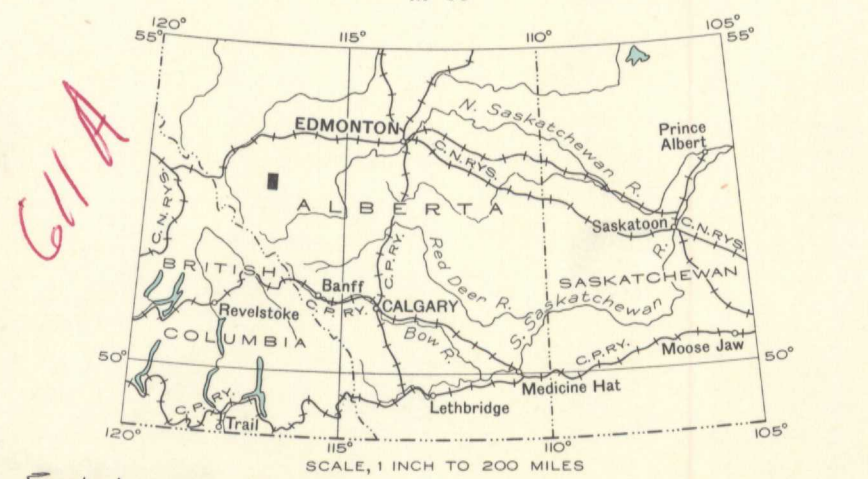 120°
115°
110°
105°
55°
55°
611A
EDMONTON
N. Saskatchewan R.
Prince
Albert
C.N.RYS.
C.N.RYS.
ALBERTA
Saskatoon
C.N.RYS.
BRITISH
C.P.RY.
Red Deer R.
SASKATCHEWAN
Banff
C.P.RY.
CALGARY
S. Saskatchewan R.
Revelstoke
COLUMBIA
Bow R.
C.P.RY.
Moose Jaw
50°
50°
Medicine Hat
C.P.RY.
Trail
Lethbridge
120°
115°
110°
105°
SCALE, 1 INCH TO 200 MILES